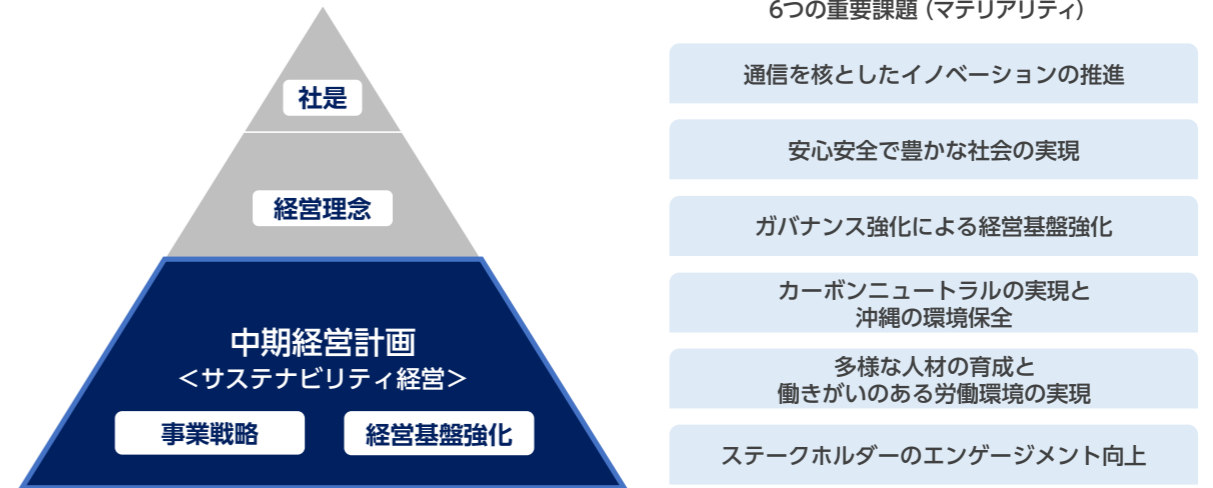 社是
経営理念
中期経営計画
＜サステナビリティ経営＞
事業戦略
経営基盤強化
6つの重要課題（マテリアリティ）
通信を核としたイノベーションの推進
安心安全で豊かな社会の実現
ガバナンス強化による経営基盤強化
カーボンニュートラルの実現と
沖縄の環境保全
多様な人材の育成と
働きがいのある労働環境の実現
ステークホルダーのエンゲージメント向上